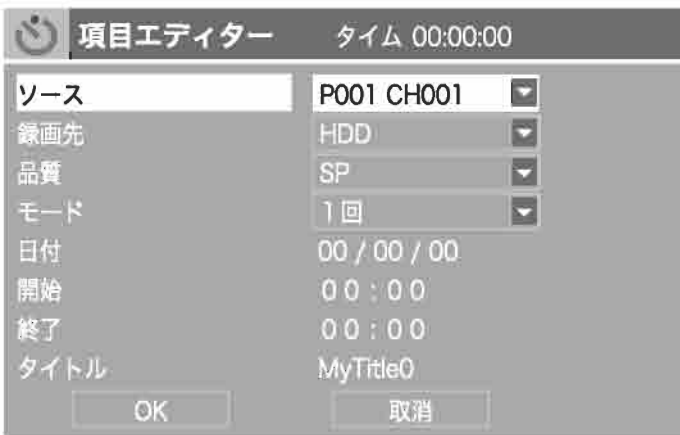 項目エディター タイム 00:00:00
ソース P001 CH001
録画先 HDD
品質 SP
モード 1回
日付 00 / 00 / 00
開始 00 : 00
終了 00 : 00
タイトル MyTitle0
OK 取消